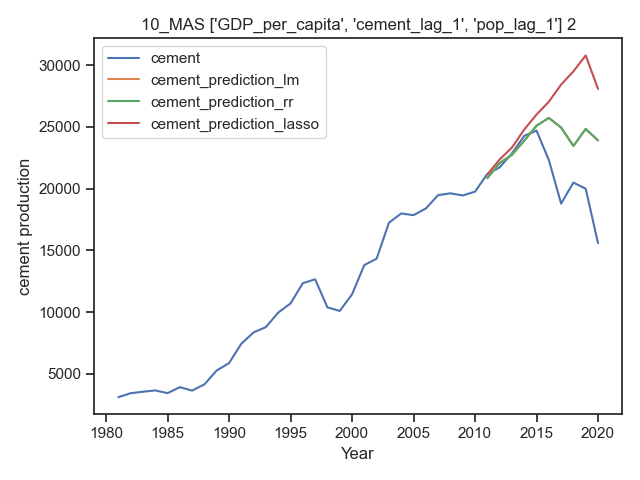 10_MAS ['GDP_per_capita', 'cement_lag_1', 'pop_lag_1'] 2
cement
cement_prediction_lm
cement_prediction_rr
cement_prediction_lasso
30000
25000
20000
15000
10000
5000
cement production
1980 1985 1990 1995 2000 2005 2010 2015 2020
Year